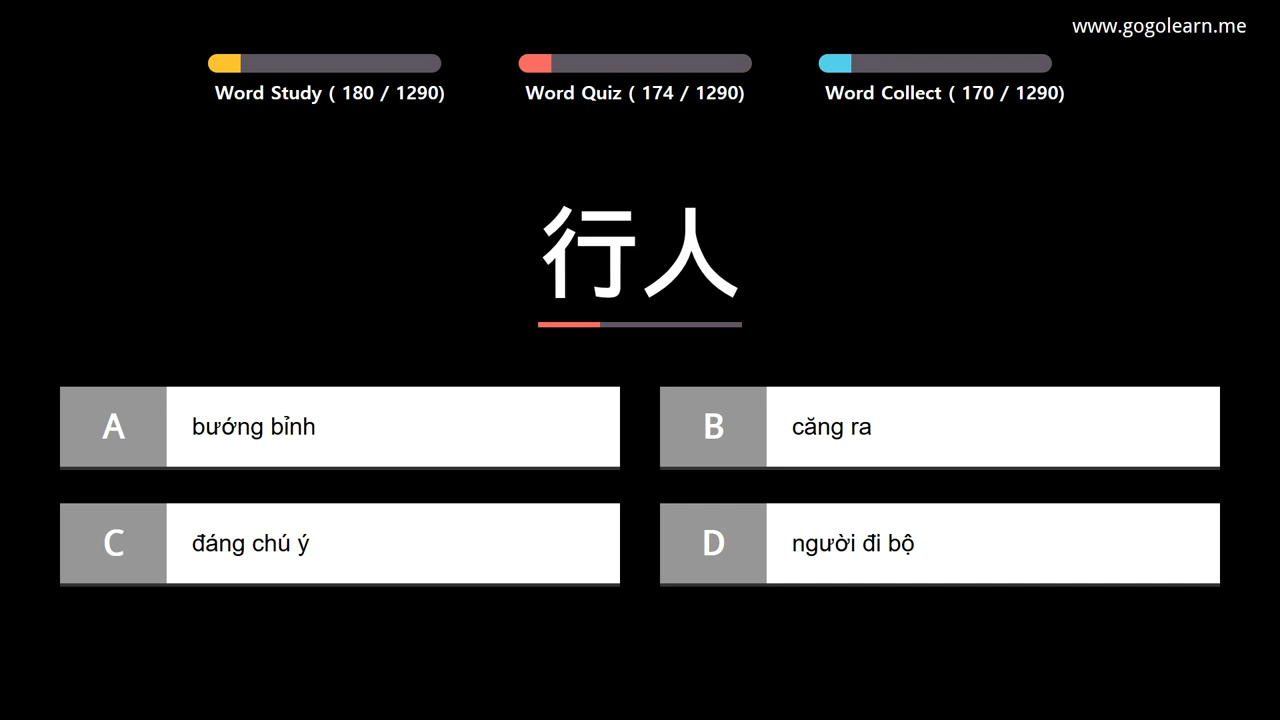 www.gogolearn.me
Word Study ( 180 / 1290)
Word Quiz ( 174 / 1290)
Word Collect ( 170 / 1290)
行人
A
bướng bỉnh
B
căng ra
C
đáng chú ý
D
người đi bộ